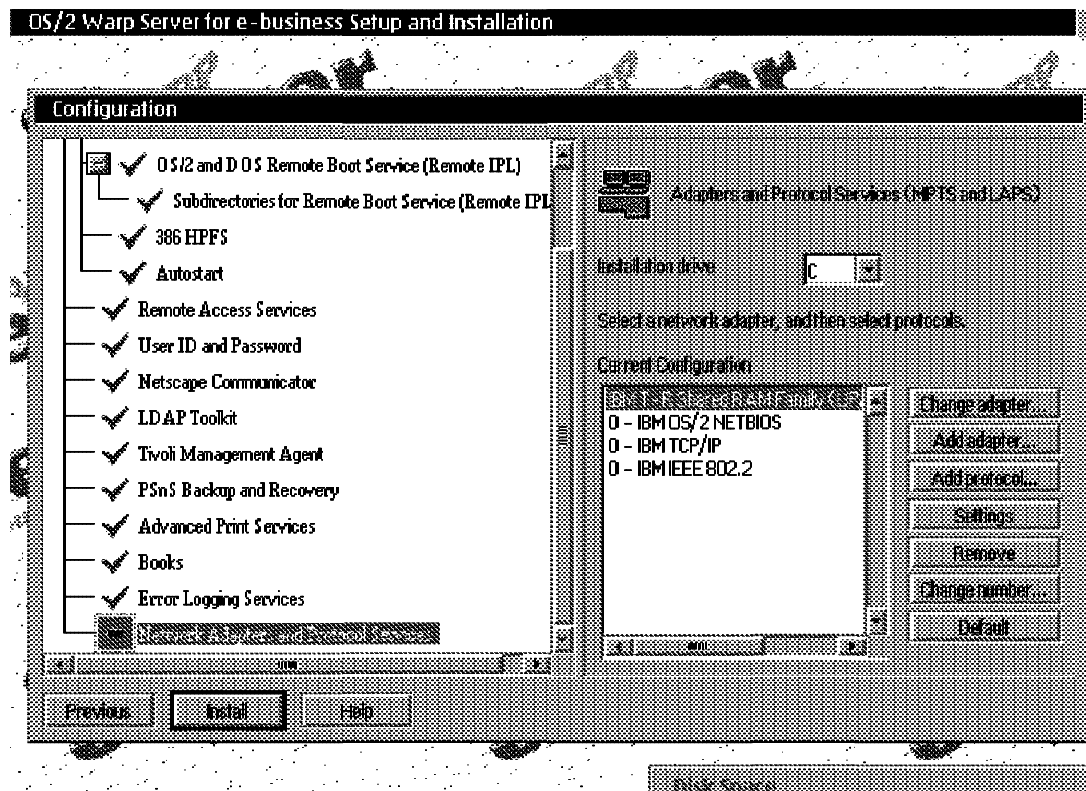 OS/2 Warp Server for e-business Setup and Installation
Configuration
OS/2 and DOS Remote Boot Service (Remote IPL)
Subdirectories for Remote Boot Service (Remote IPL
386 HPFS
Autostart
Remote Access Services
User ID and Password
Netscape Communicator
LDAP Toolkit
Tivoli Management Agent
PSnS Backup and Recovery
Advanced Print Services
Books
Error Logging Services
Network Adapters and Protocol Services
Adapters and Protocol Services (MPTS and LAPS)
Installation drive
C
Select a network adapter, and then select protocols.
Current Configuration
0 - IBM OS/2 NETBIOS
0 - IBM TCP/IP
0 - IBM IEEE 802.2
Change adapter...
Add adapter...
Add protocol...
Settings
Remove
Change number...
Default
Previous
Install
Help
Disk Space